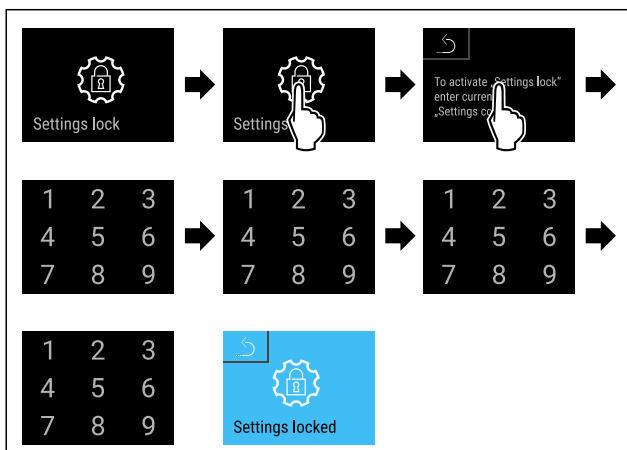 Settings lock
Settings
To activate „Settings lock“
enter curren
„Settings co
1 2 3
4 5 6
7 8 9
1 2 3
4 5 6
7 8 9
1 2 3
4 5 6
7 8 9
1 2 3
4 5 6
7 8 9
Settings locked